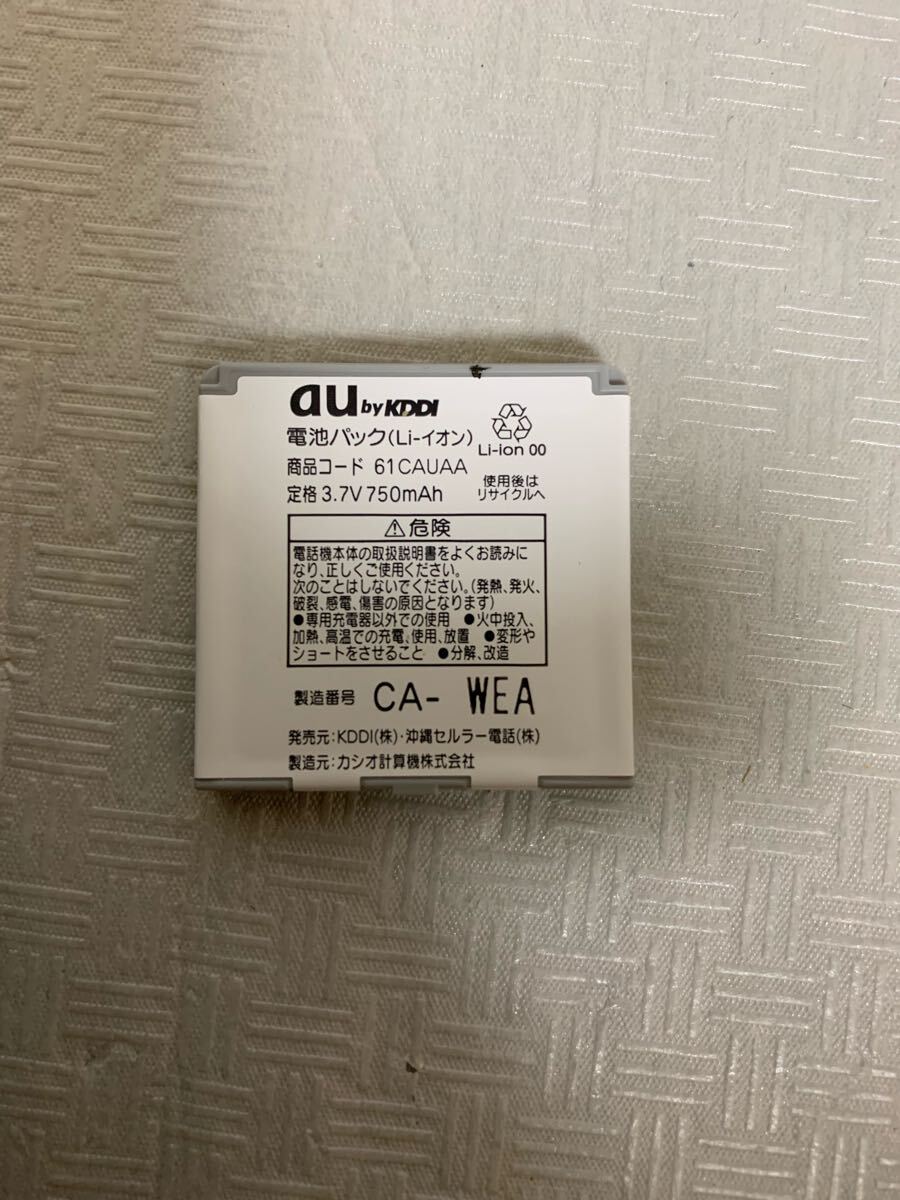 au by KDDI
電池パック(Li-イオン)
Li-ion 00
商品コード 61CAUAA
定格 3.7V 750mAh
使用後は
リサイクルへ
⚠危険
電話機本体の取扱説明書をよくお読みに
なり、正しくご使用ください。
次のことはしないでください。(発熱、発火、
破裂、感電、傷害の原因となります)
●専用充電器以外での使用 ●火中投入、
加熱、高温での充電、使用、放置 ●変形や
ショートをさせること ●分解、改造
製造番号 CA- WEA
発売元:KDDI(株)・沖縄セルラー電話(株)
製造元:カシオ計算機株式会社